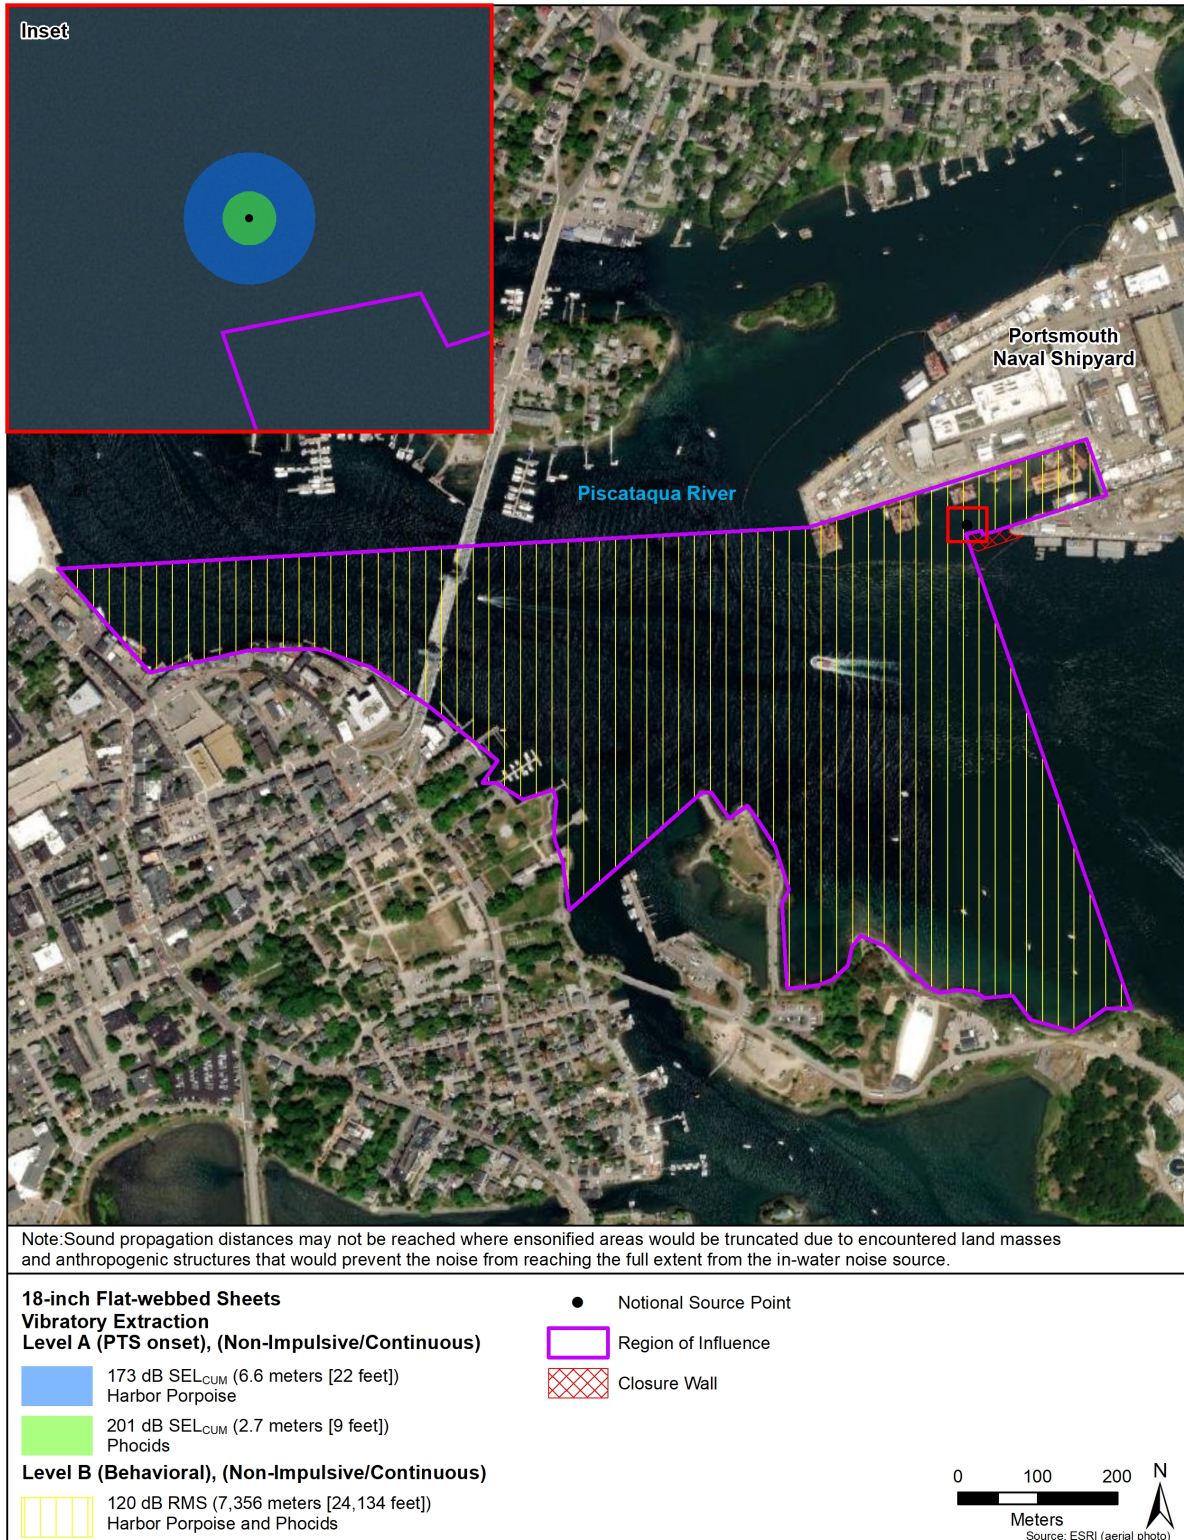 Inset
Portsmouth
Naval Shipyard
Piscataqua River
Note:Sound propagation distances may not be reached where ensonified areas would be truncated due to encountered land masses
and anthropogenic structures that would prevent the noise from reaching the full extent from the in-water noise source.
18-inch Flat-webbed Sheets
Vibratory Extraction
Level A (PTS onset), (Non-Impulsive/Continuous)
173 dB SELCUM (6.6 meters [22 feet])
Harbor Porpoise
201 dB SELCUM (2.7 meters [9 feet])
Phocids
Level B (Behavioral), (Non-Impulsive/Continuous)
120 dB RMS (7,356 meters [24,134 feet])
Harbor Porpoise and Phocids
Notional Source Point
Region of Influence
Closure Wall
0 100 200
Meters
N
Source: ESRI (aerial photo)